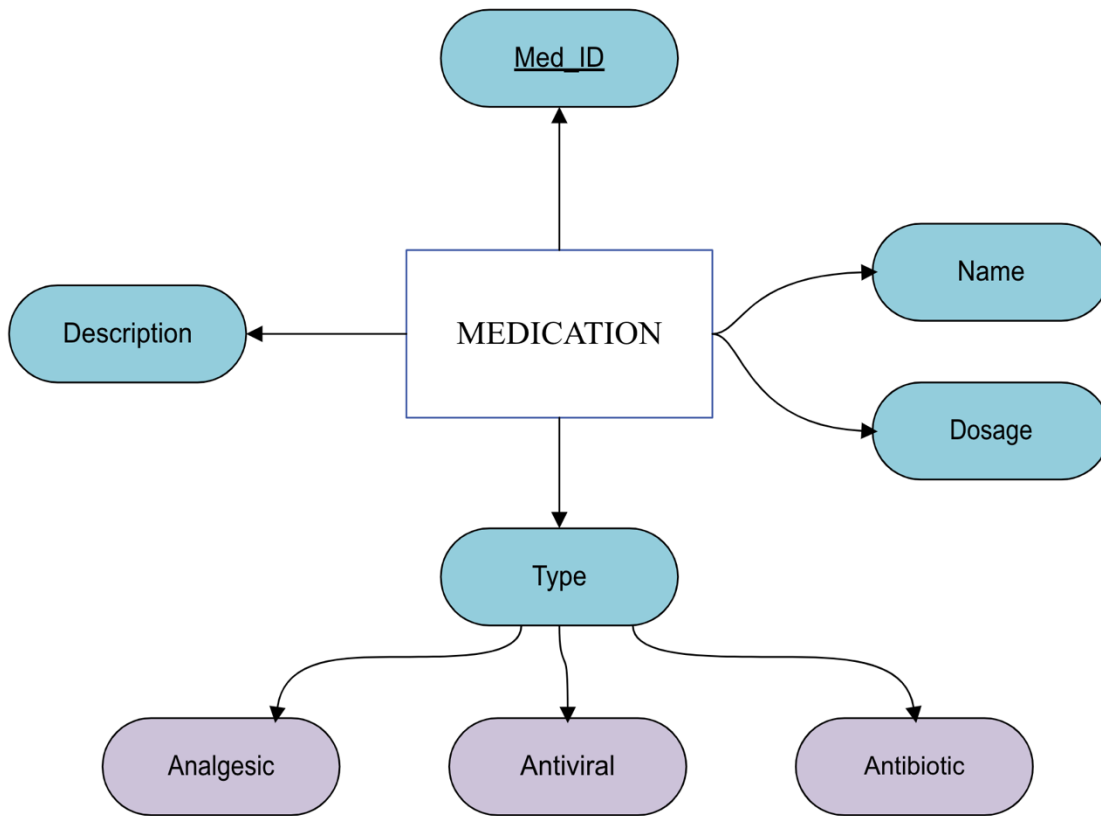 Med_ID
Name
Description
MEDICATION
Dosage
Type
Analgesic
Antiviral
Antibiotic